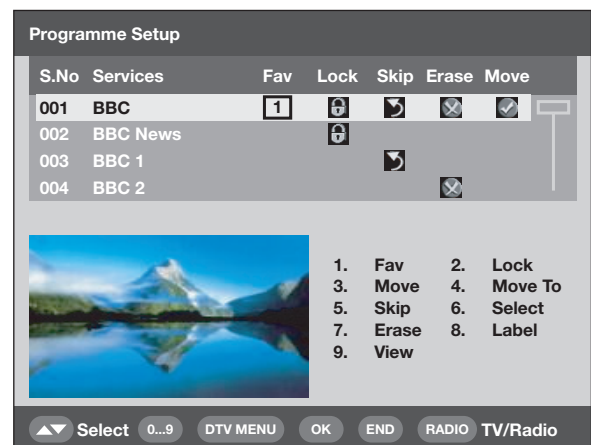 Programme Setup
S.No Services Fav Lock Skip Erase Move
001 BBC 1
002 BBC News
003 BBC 1
004 BBC 2
1. Fav 2. Lock
3. Move 4. Move To
5. Skip 6. Select
7. Erase 8. Label
9. View
Select 0...9 DTV MENU OK END RADIO TV/Radio